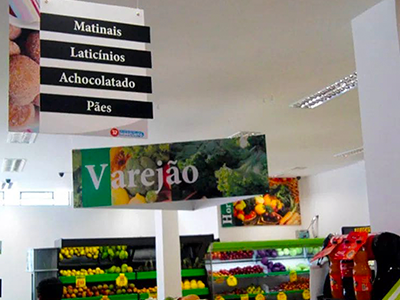 Matinais
Laticínios
Achocolatado
Pães
Varejão